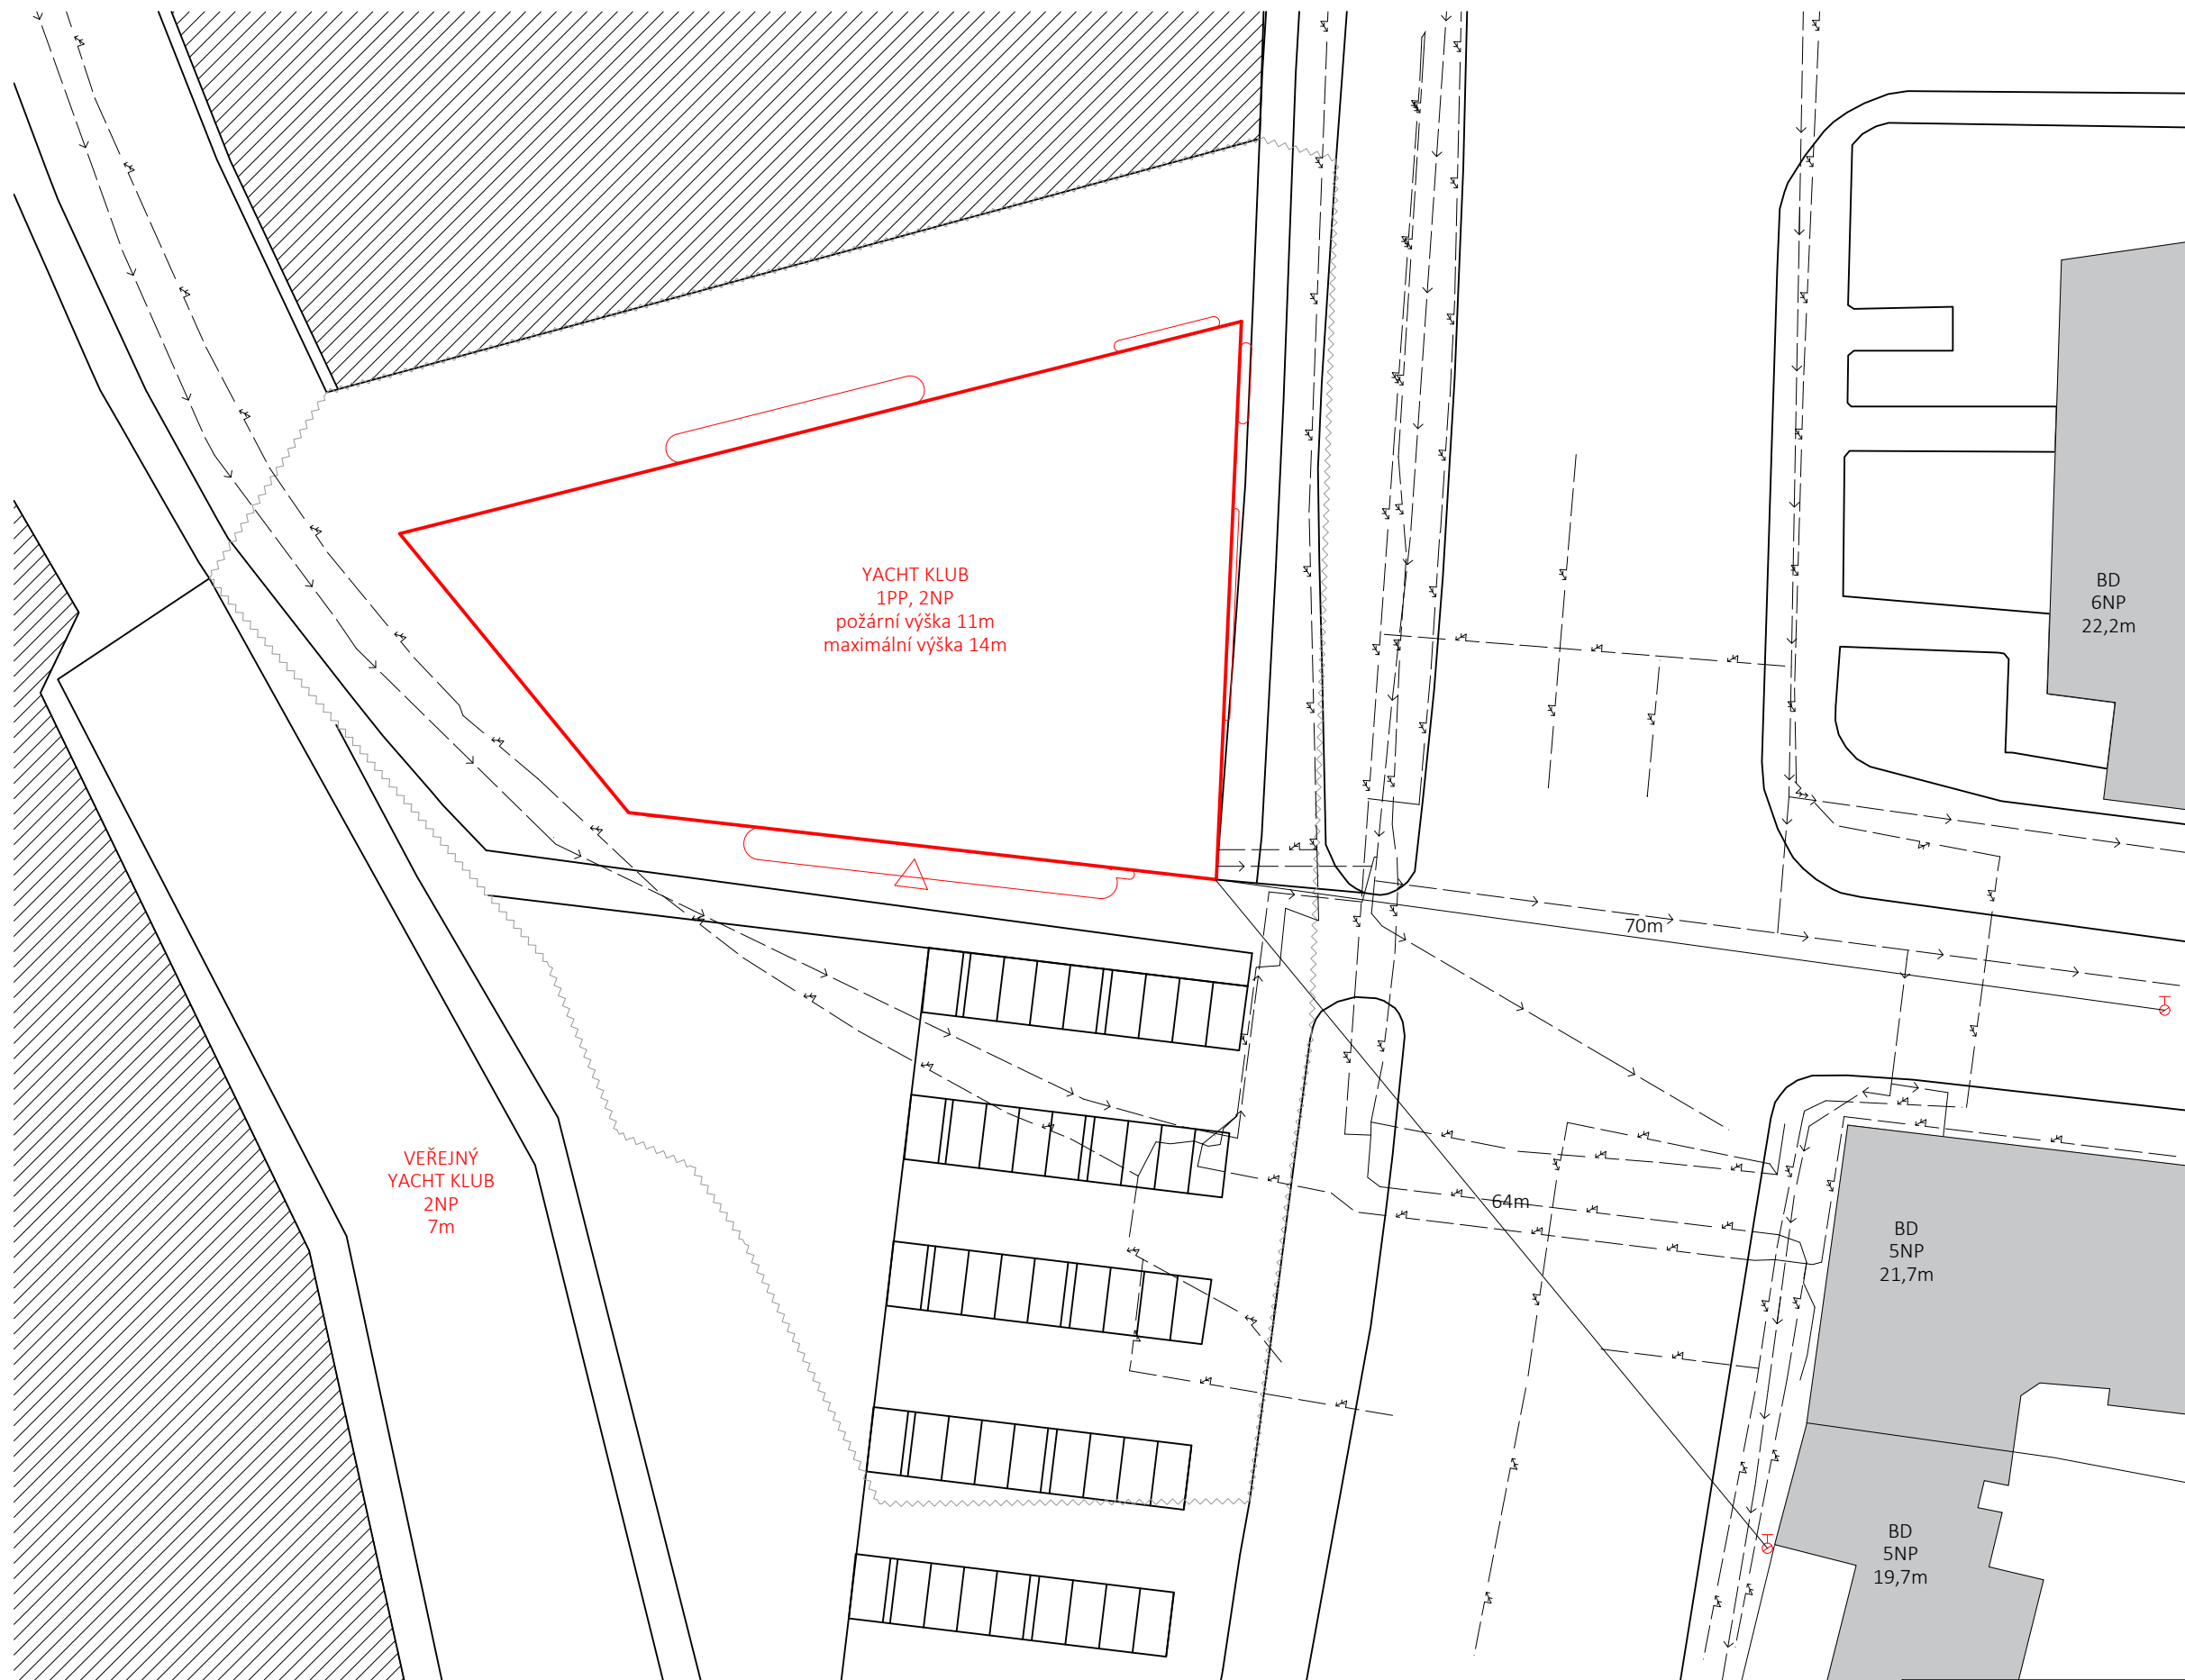 YACHT KLUB
1PP, 2NP
požární výška 11m
maximální výška 14m
BD
6NP
22,2m
70m
VEŘEJNÝ
YACHT KLUB
2NP
7m
64m
BD
5NP
21,7m
BD
5NP
19,7m